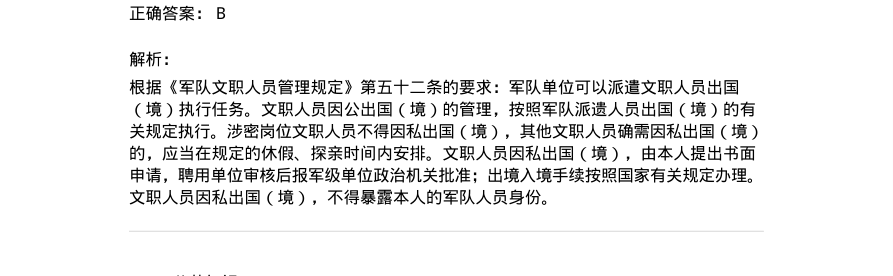 正确答案： B
解析：
根据《军队文职人员管理规定》第五十二条的要求：军队单位可以派遣文职人员出国
（境）执行任务。文职人员因公出国（境）的管理，按照军队派遗人员出国（境）的有
关规定执行。涉密岗位文职人员不得因私出国（境），其他文职人员确需因私出国（境）
的，应当在规定的休假、探亲时间内安排。文职人员因私出国（境），由本人提出书面
申请，聘用单位审核后报军级单位政治机关批准；出境入境手续按照国家有关规定办理。
文职人员因私出国（境），不得暴露本人的军队人员身份。